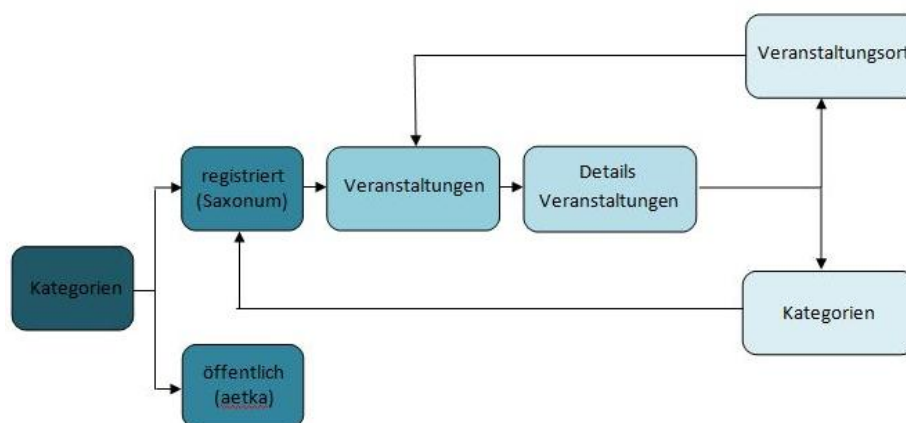 Veranstaltungsort
registriert
(Saxonum)
Veranstaltungen
Details
Veranstaltungen
Kategorien
Kategorien
öffentlich
(aetka)